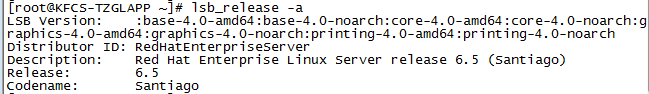 [root@KFCS-TZGLAPP ~]# lsb_release -a
LSB Version:    :base-4.0-amd64:base-4.0-noarch:core-4.0-amd64:core-4.0-noarch:g
raphics-4.0-amd64:graphics-4.0-noarch:printing-4.0-amd64:printing-4.0-noarch
Distributor ID: RedHatEnterpriseServer
Description:    Red Hat Enterprise Linux Server release 6.5 (Santiago)
Release:        6.5
Codename:       Santiago